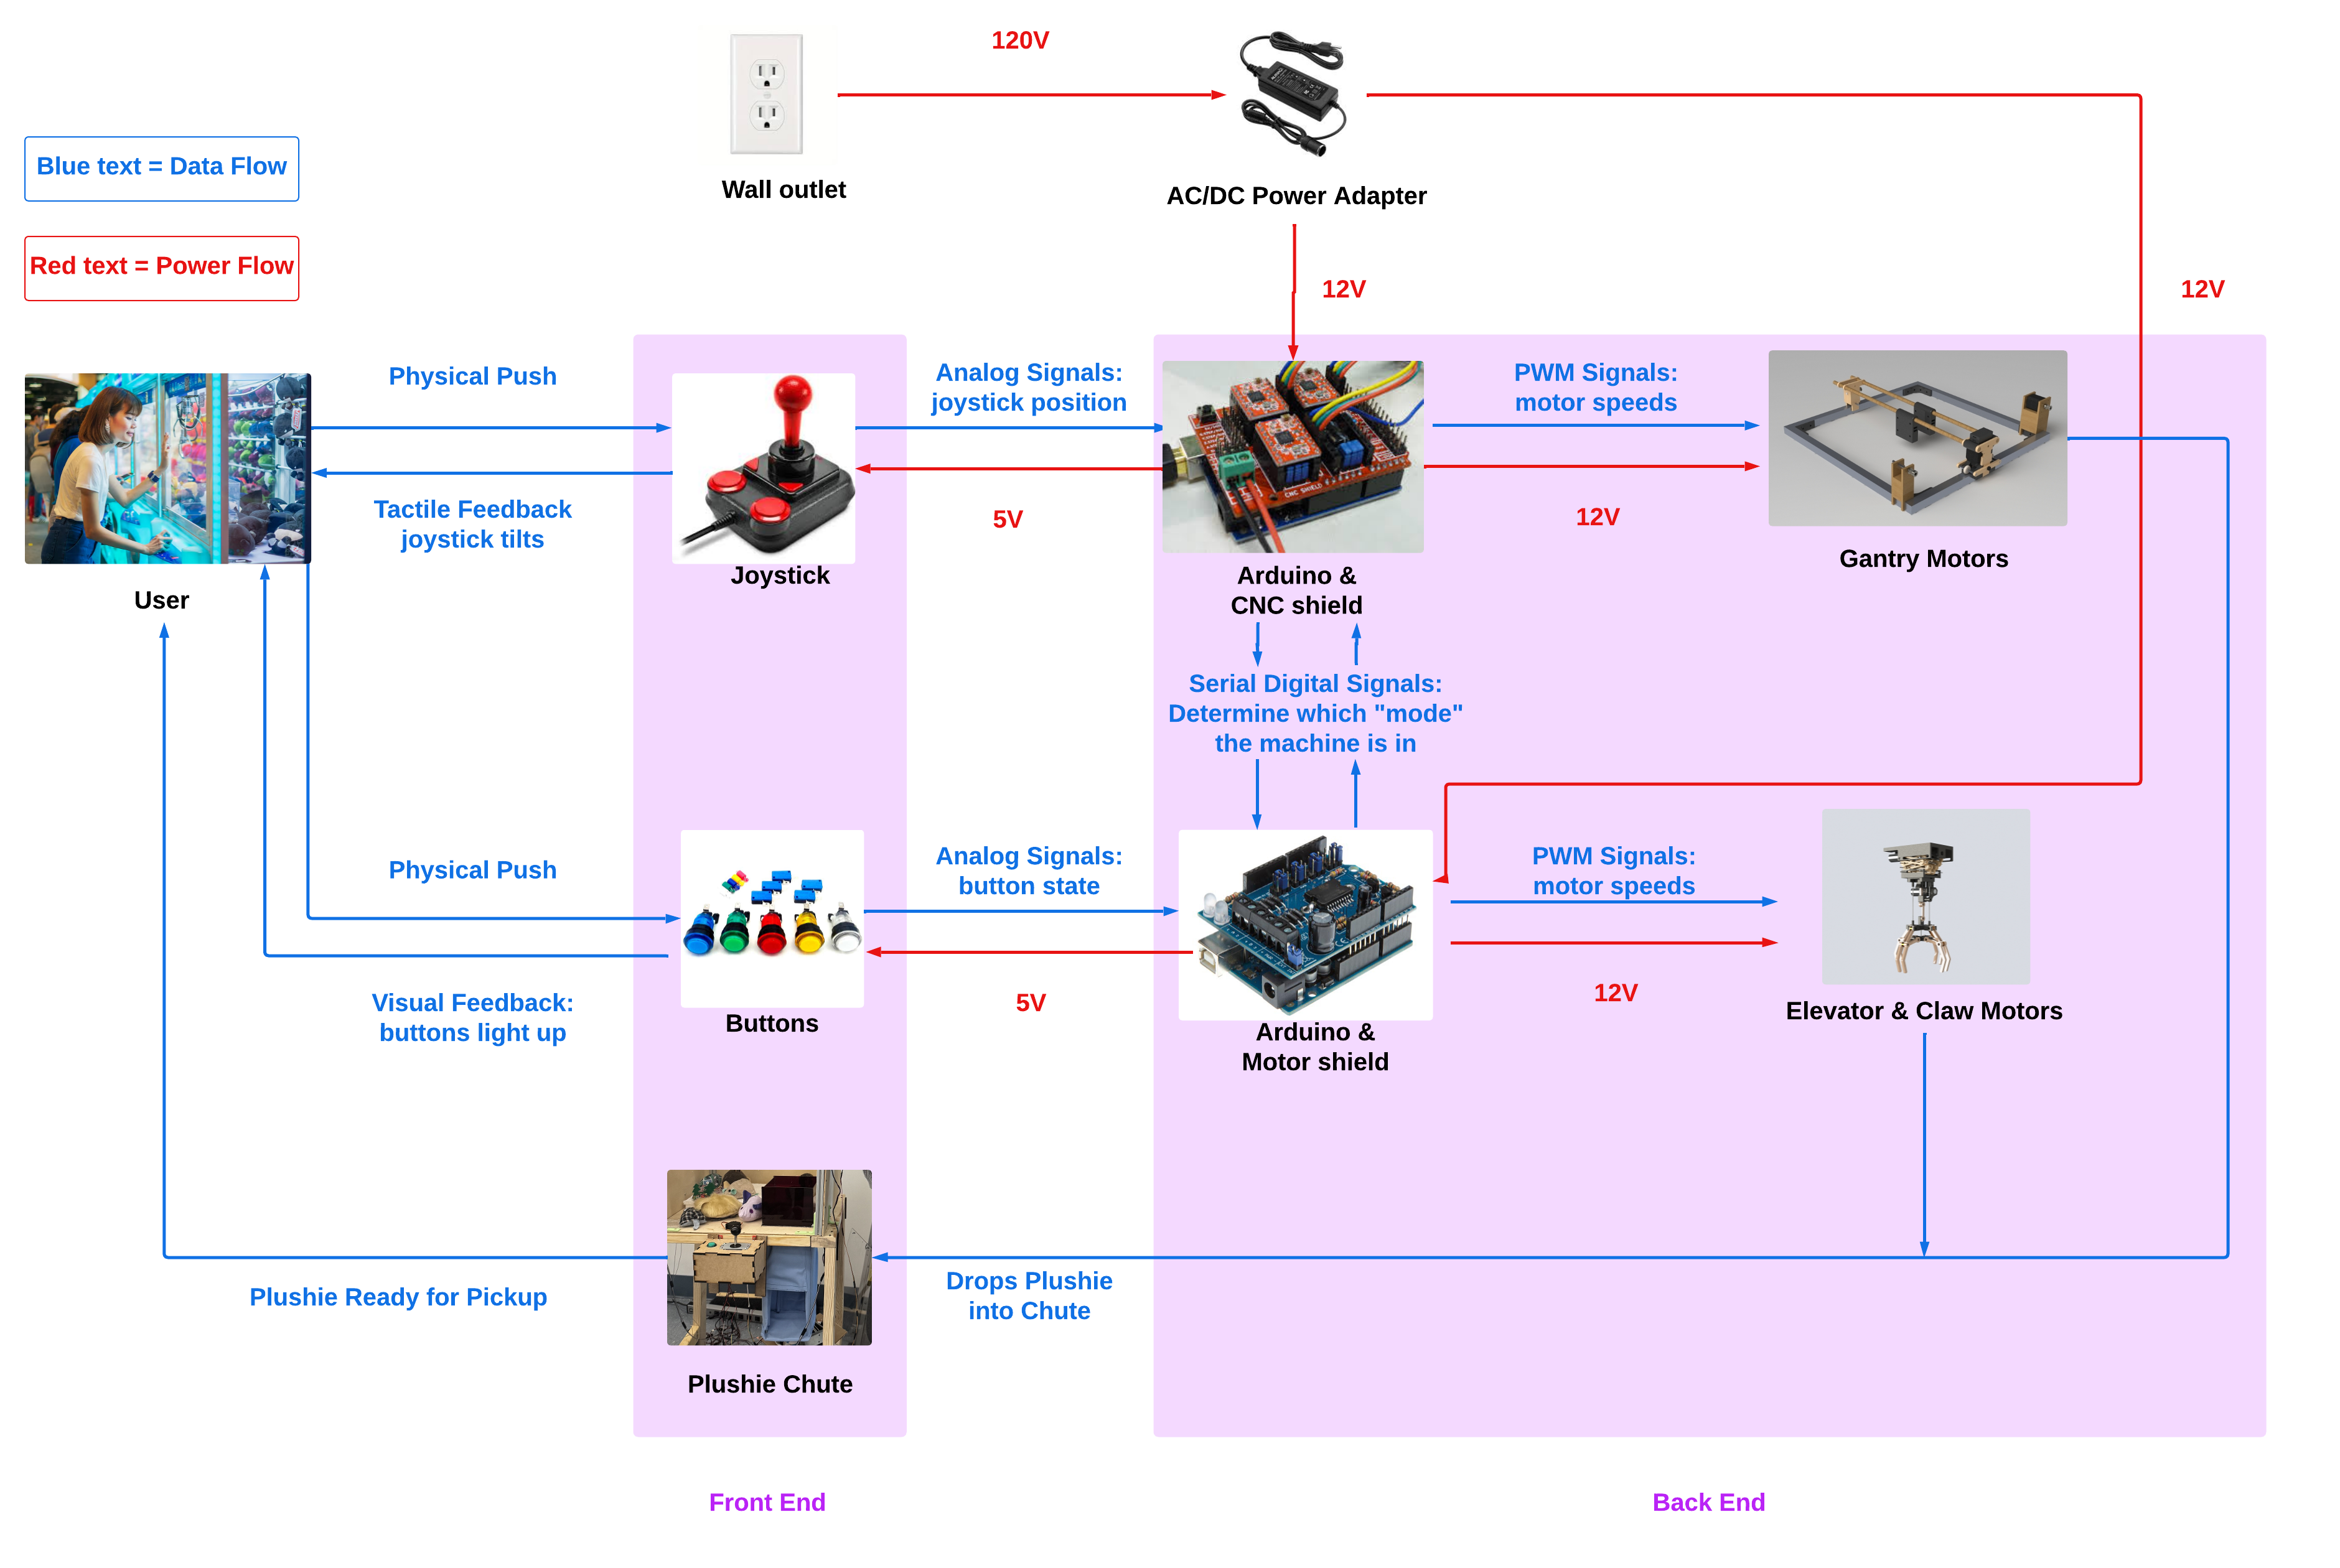 120V
Wall outlet
AC/DC Power Adapter
Blue text = Data Flow
Red text = Power Flow
12V
12V
Physical Push
Tactile Feedback
joystick tilts
User
Joystick
Analog Signals:
joystick position
5V
CNC SHIELD
Arduino &
CNC shield
PWM Signals:
motor speeds
12V
Gantry Motors
Serial Digital Signals:
Determine which "mode"
the machine is in
Physical Push
Visual Feedback:
buttons light up
Buttons
Analog Signals:
button state
5V
Arduino &
Motor shield
PWM Signals:
motor speeds
12V
Elevator & Claw Motors
Plushie Ready for Pickup
Plushie Chute
Drops Plushie
into Chute
Front End
Back End